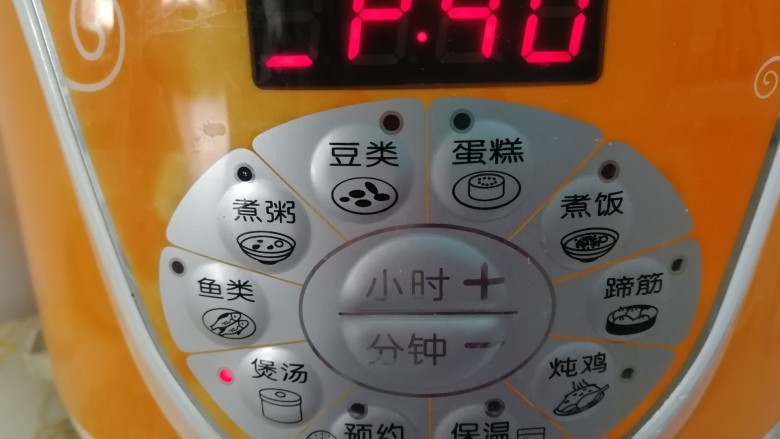 _P.40
豆类
蛋糕
煮粥
煮饭
鱼类
小时 +
蹄筋
分钟 -
煲汤
炖鸡
预约
保温